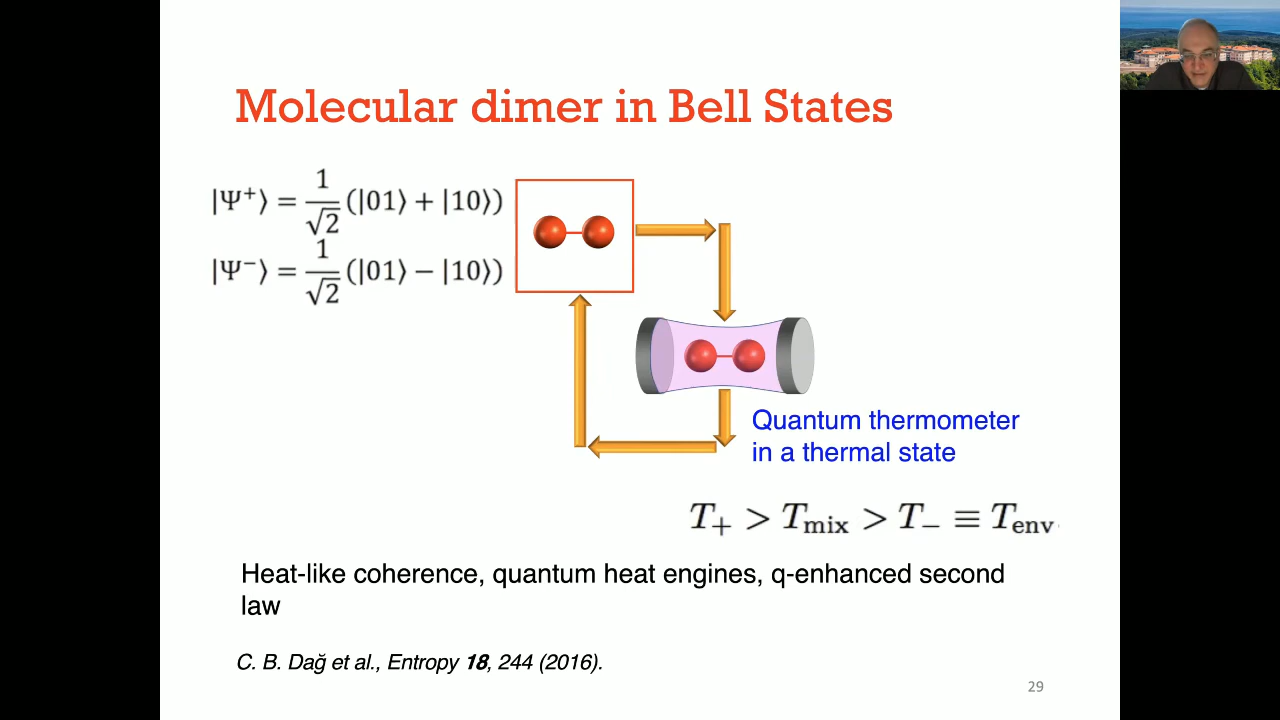 Molecular dimer in Bell States
|Ψ⁺⟩ = 1/√2 (|01⟩ + |10⟩)
|Ψ⁻⟩ = 1/√2 (|01⟩ − |10⟩)
Quantum thermometer
in a thermal state
T₊ > T_mix > T₋ ≡ T_env
Heat-like coherence, quantum heat engines, q-enhanced second
law
C. B. Dağ et al., Entropy 18, 244 (2016).
29